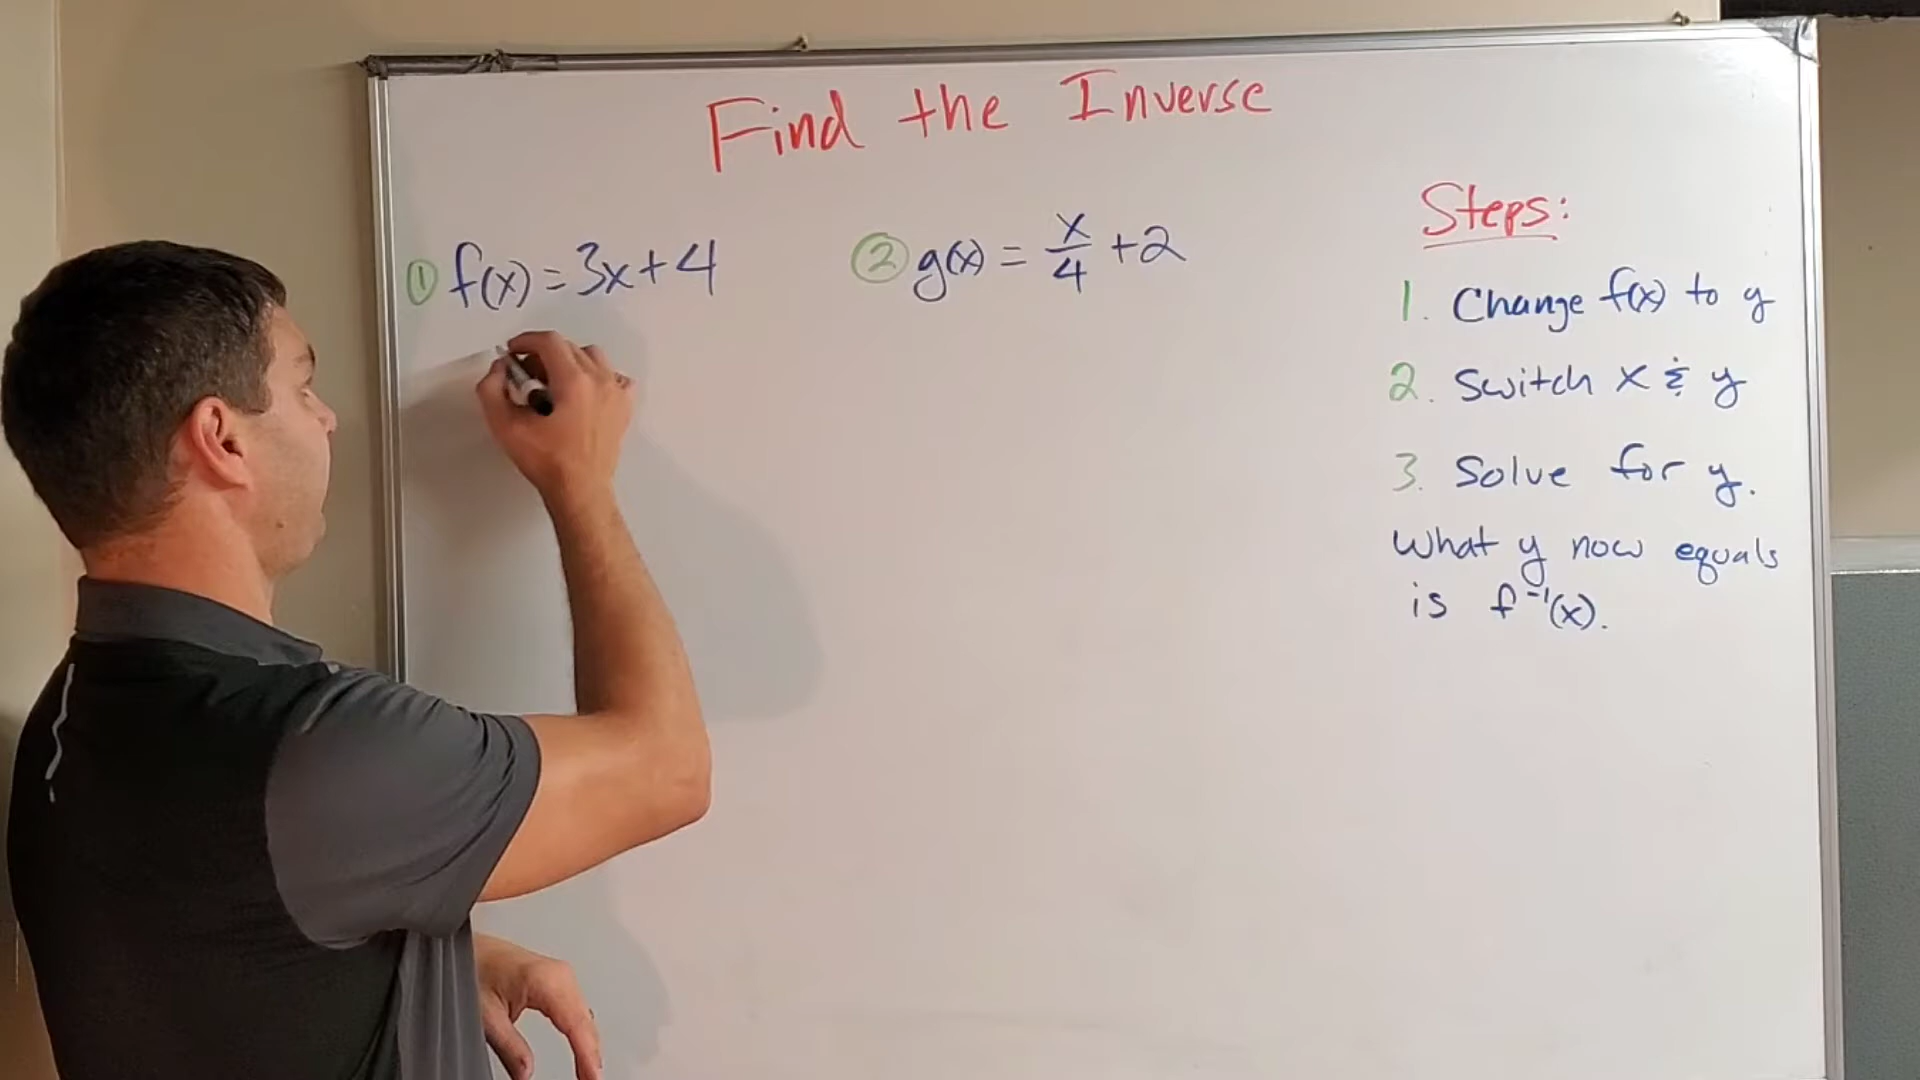 Find the Inverse
① f(x) = 3x + 4
② g(x) = x/4 + 2
Steps:
1. Change f(x) to y
2. Switch x & y
3. Solve for y.
What y now equals
is f⁻¹(x).